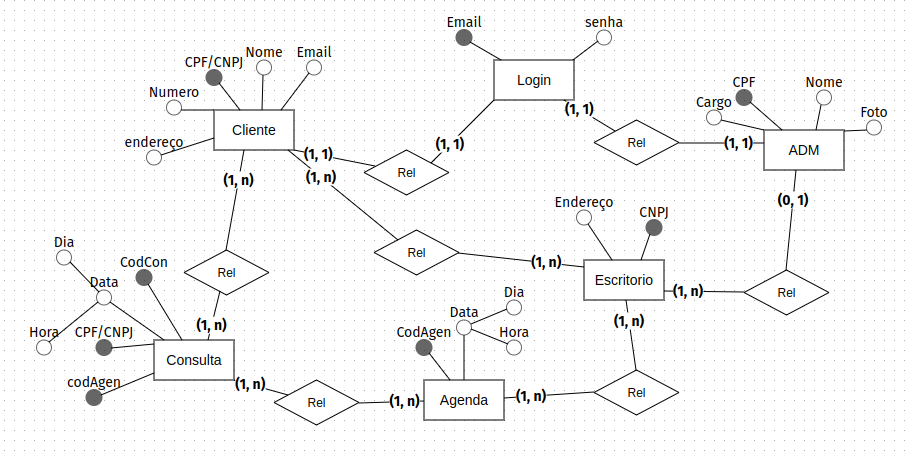 Email
senha
Login
CPF/CNPJ
Nome
Email
Numero
endereço
Cliente
(1, 1)
(1, 1)
Rel
(1, 1)
Rel
(1, 1)
Cargo
CPF
Nome
Foto
ADM
(1, n)
(1, n)
Rel
(1, n)
Endereço
CNPJ
Escritorio
(0, 1)
(1, n)
Rel
Rel
(1, n)
Dia
Data
Hora
CodCon
CPF/CNPJ
codAgen
Consulta
(1, n)
Rel
(1, n)
CodAgen
Data
Dia
Hora
Agenda
(1, n)
Rel
(1, n)